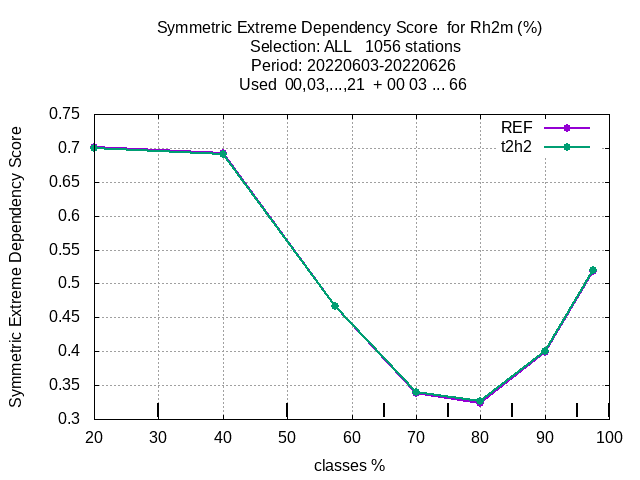 Symmetric Extreme Dependency Score  for Rh2m (%)
Selection: ALL   1056 stations
Period: 20220603-20220626
Used  00,03,...,21  + 00 03 ... 66
REF
t2h2
Symmetric Extreme Dependency Score
0.75
0.7
0.65
0.6
0.55
0.5
0.45
0.4
0.35
0.3
20 30 40 50 60 70 80 90 100
classes %